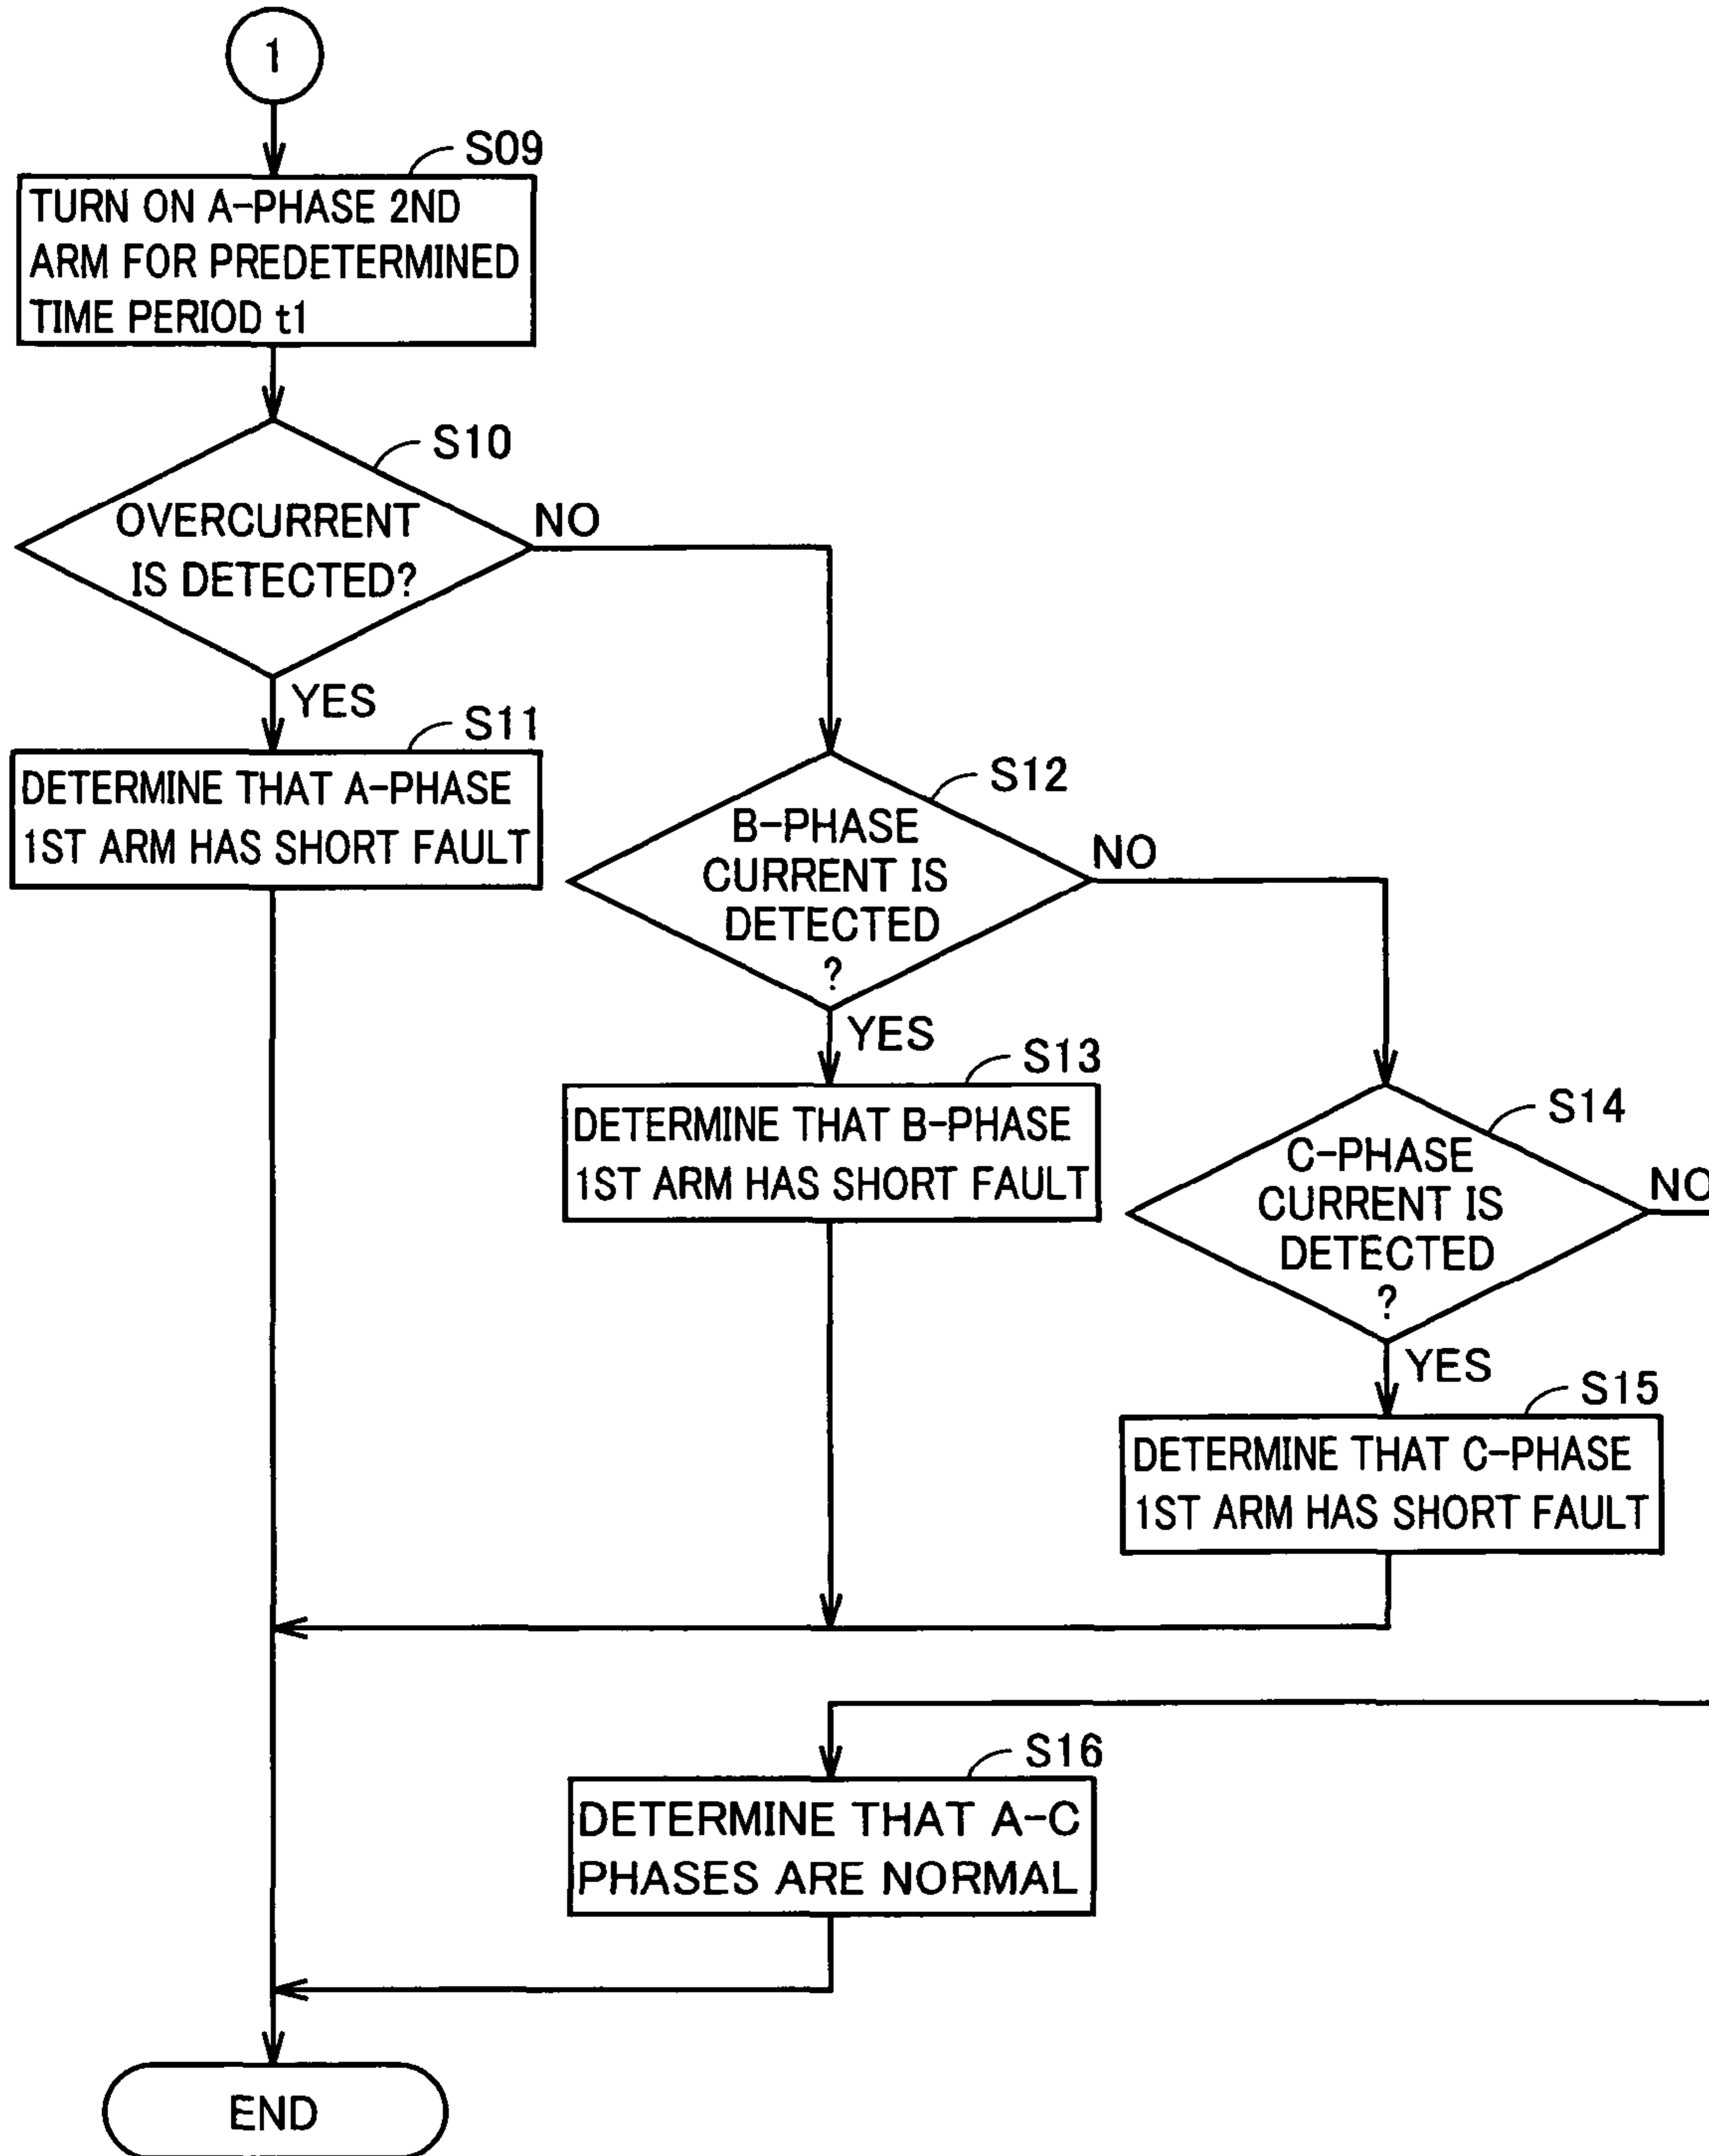 1
S09
TURN ON A-PHASE 2ND
ARM FOR PREDETERMINED
TIME PERIOD t1
S10
OVERCURRENT
IS DETECTED?
NO
YES
S11
DETERMINE THAT A-PHASE
1ST ARM HAS SHORT FAULT
S12
B-PHASE
CURRENT IS
DETECTED
?
NO
YES
S13
DETERMINE THAT B-PHASE
1ST ARM HAS SHORT FAULT
S14
C-PHASE
CURRENT IS
DETECTED
?
NO
YES
S15
DETERMINE THAT C-PHASE
1ST ARM HAS SHORT FAULT
S16
DETERMINE THAT A-C
PHASES ARE NORMAL
END